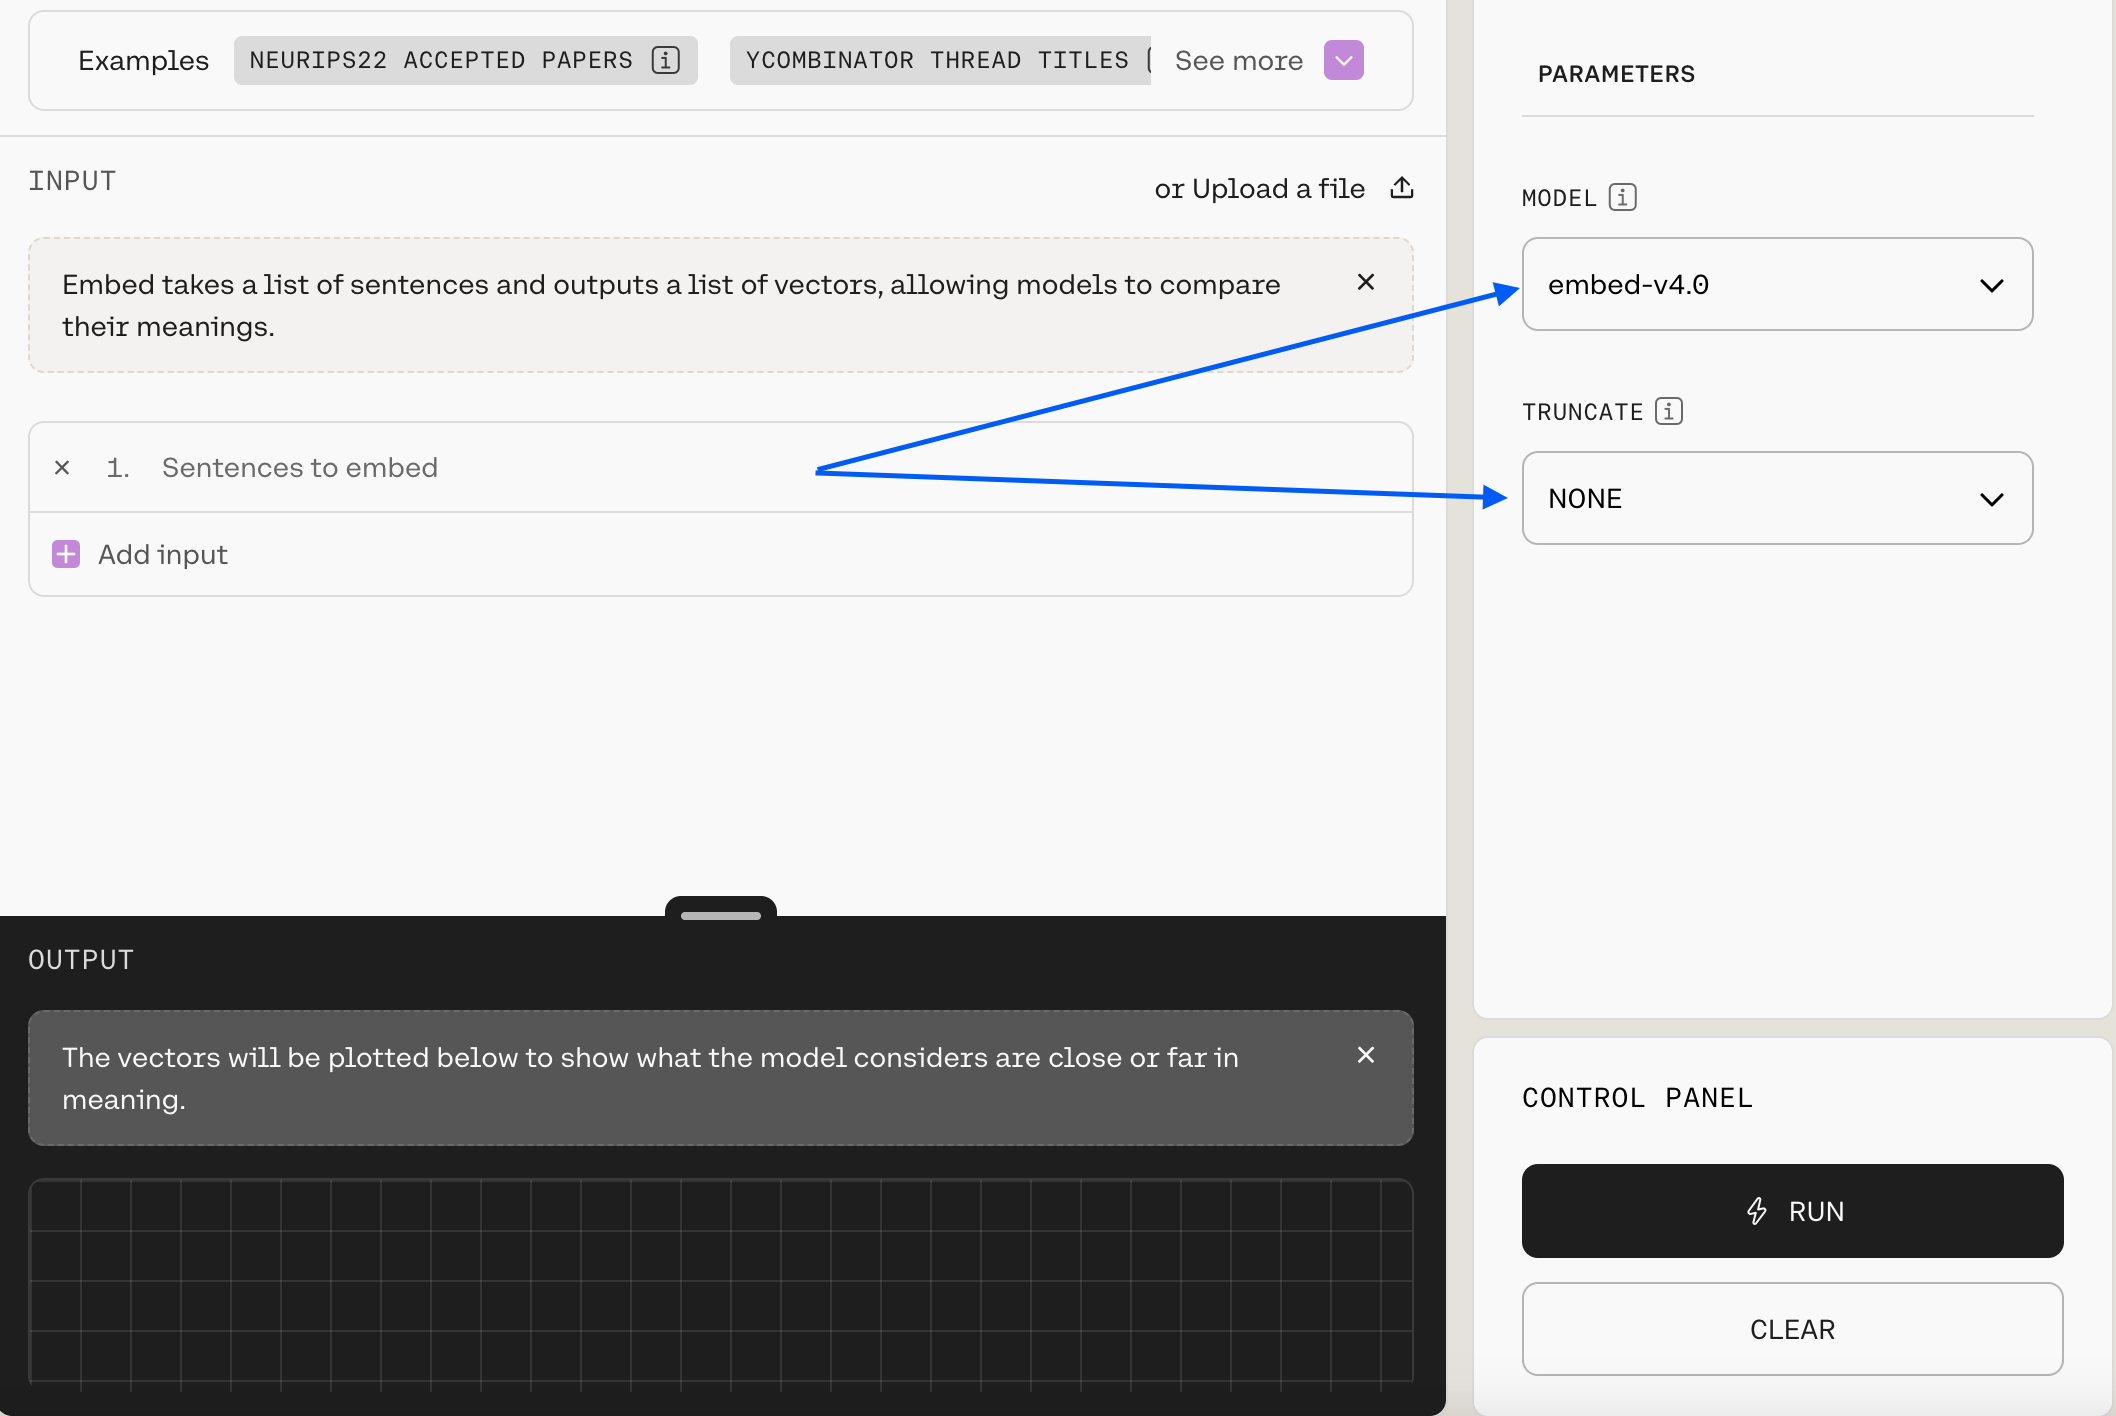 Examples NEURIPS22 ACCEPTED PAPERS YCOMBINATOR THREAD TITLES See more
INPUT
or Upload a file
Embed takes a list of sentences and outputs a list of vectors, allowing models to compare
their meanings.
1. Sentences to embed
Add input
OUTPUT
The vectors will be plotted below to show what the model considers are close or far in
meaning.
PARAMETERS
MODEL
embed-v4.0
TRUNCATE
NONE
CONTROL PANEL
RUN
CLEAR